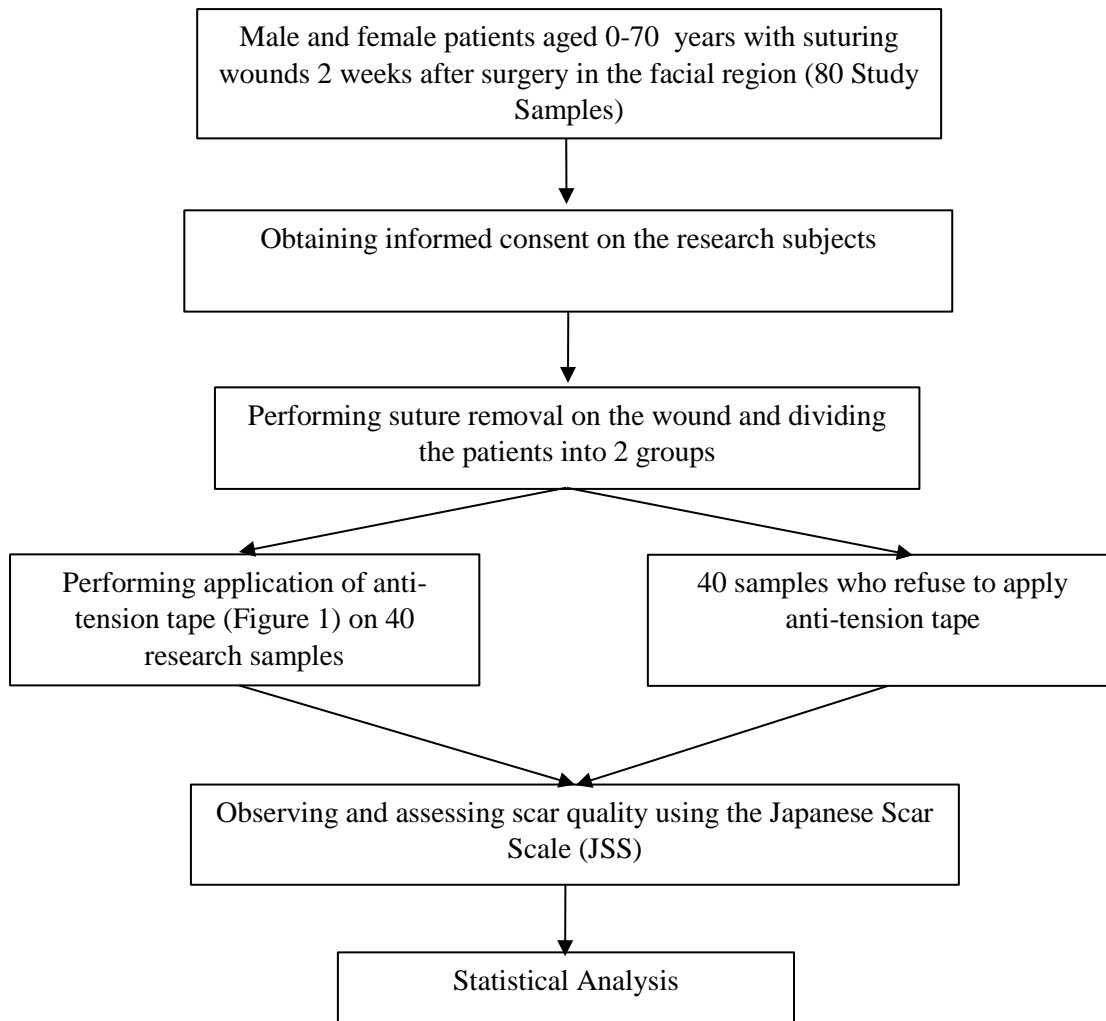 Male and female patients aged 0-70  years with suturing
wounds 2 weeks after surgery in the facial region (80 Study
Samples)
Obtaining informed consent on the research subjects
Performing suture removal on the wound and dividing
the patients into 2 groups
Performing application of anti-
tension tape (Figure 1) on 40
research samples
40 samples who refuse to apply
anti-tension tape
Observing and assessing scar quality using the Japanese Scar
Scale (JSS)
Statistical Analysis